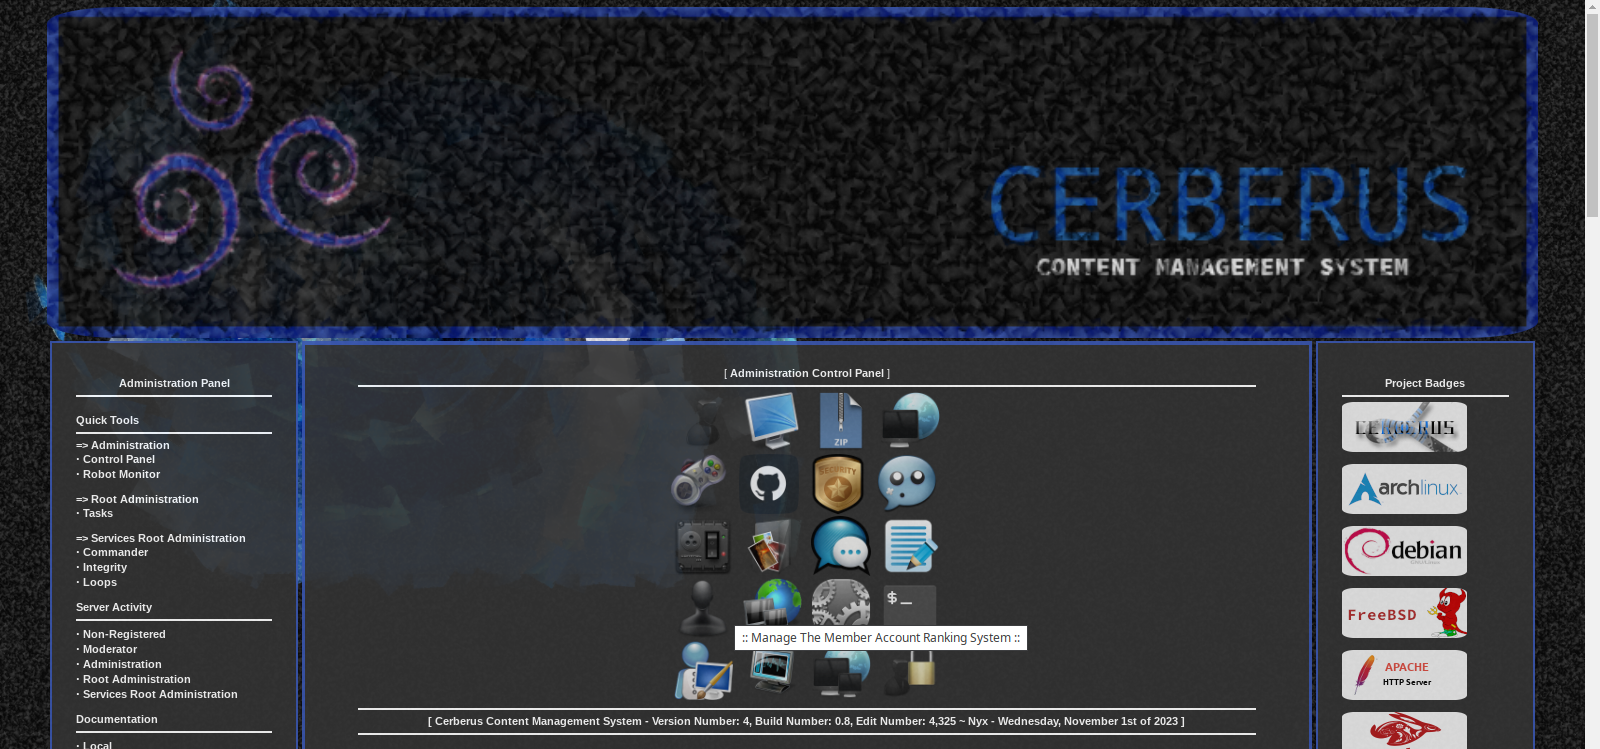 CERBERUS
CONTENT MANAGEMENT SYSTEM
Administration Panel
Quick Tools
=> Administration
· Control Panel
· Robot Monitor
=> Root Administration
· Tasks
=> Services Root Administration
· Commander
· Integrity
· Loops
Server Activity
· Non-Registered
· Moderator
· Administration
· Root Administration
· Services Root Administration
Documentation
· Local
[ Administration Control Panel ]
ZIP
SECURITY
$_
:: Manage The Member Account Ranking System ::
[ Cerberus Content Management System - Version Number: 4, Build Number: 0.8, Edit Number: 4,325 ~ Nyx - Wednesday, November 1st of 2023 ]
Project Badges
CERBERUS
archlinux
debian
FreeBSD
APACHE
HTTP Server